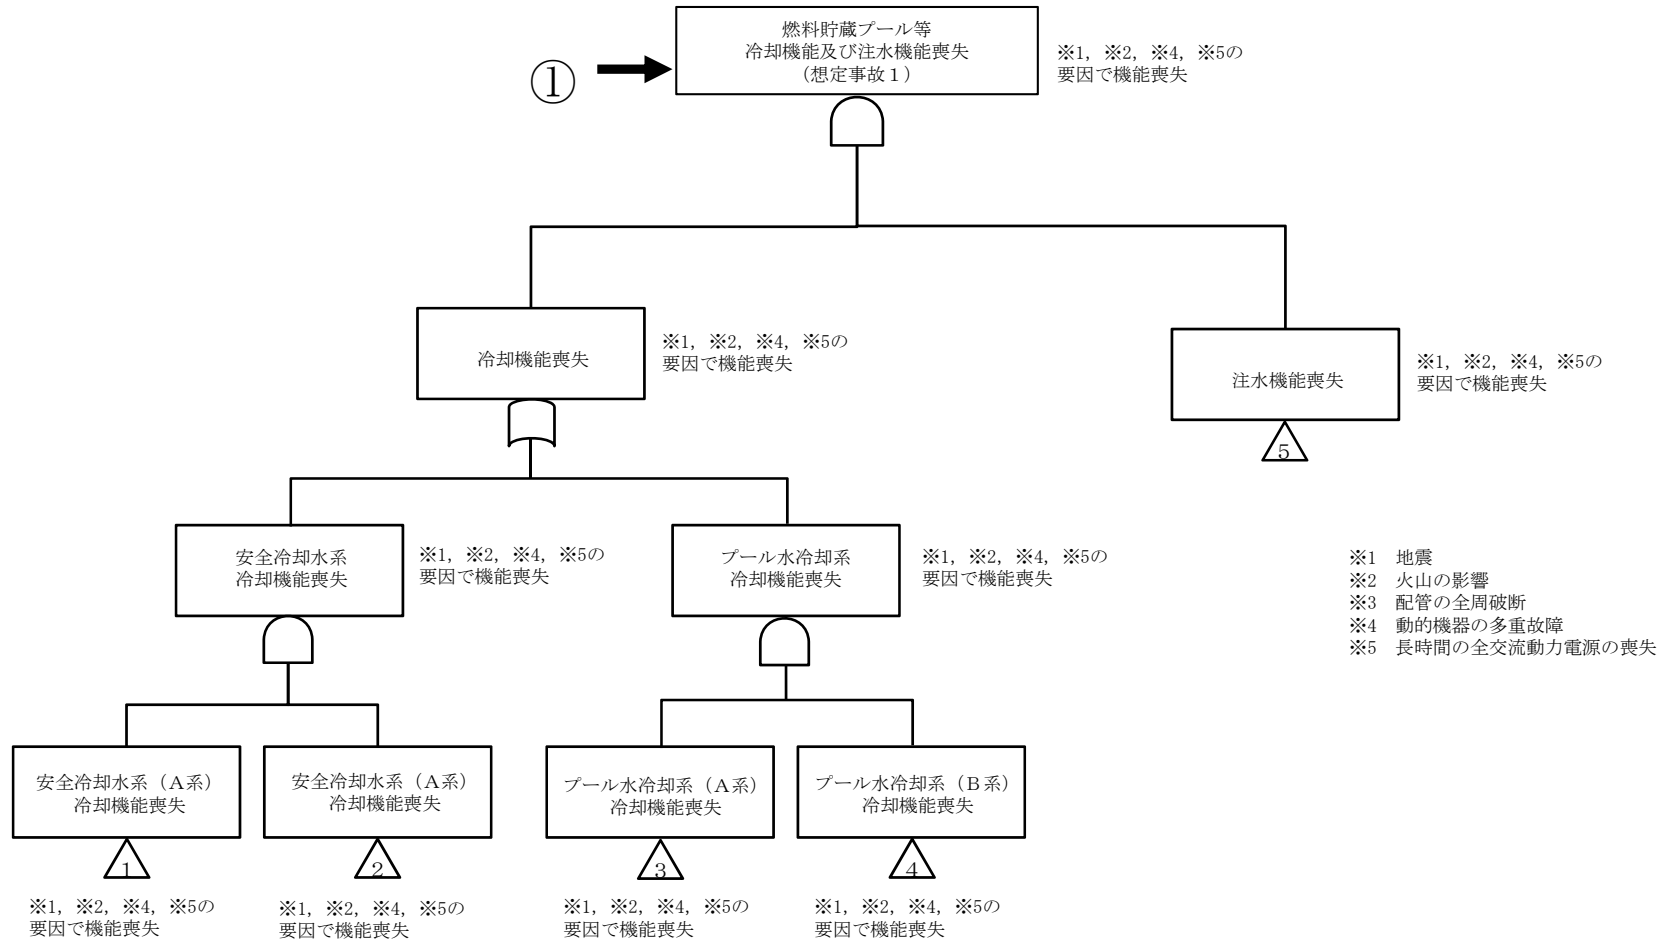 燃料貯蔵プール等
冷却機能及び注水機能喪失
（想定事故１）
※1, ※2, ※4, ※5の
要因で機能喪失
①
冷却機能喪失
※1, ※2, ※4, ※5の
要因で機能喪失
注水機能喪失
※1, ※2, ※4, ※5の
要因で機能喪失
5
安全冷却水系
冷却機能喪失
※1, ※2, ※4, ※5の
要因で機能喪失
プール水冷却系
冷却機能喪失
※1, ※2, ※4, ※5の
要因で機能喪失
※1 地震
※2 火山の影響
※3 配管の全周破断
※4 動的機器の多重故障
※5 長時間の全交流動力電源の喪失
安全冷却水系（Ａ系）
冷却機能喪失
1
※1, ※2, ※4, ※5の
要因で機能喪失
安全冷却水系（Ａ系）
冷却機能喪失
2
※1, ※2, ※4, ※5の
要因で機能喪失
プール水冷却系（Ａ系）
冷却機能喪失
3
※1, ※2, ※4, ※5の
要因で機能喪失
プール水冷却系（Ｂ系）
冷却機能喪失
4
※1, ※2, ※4, ※5の
要因で機能喪失